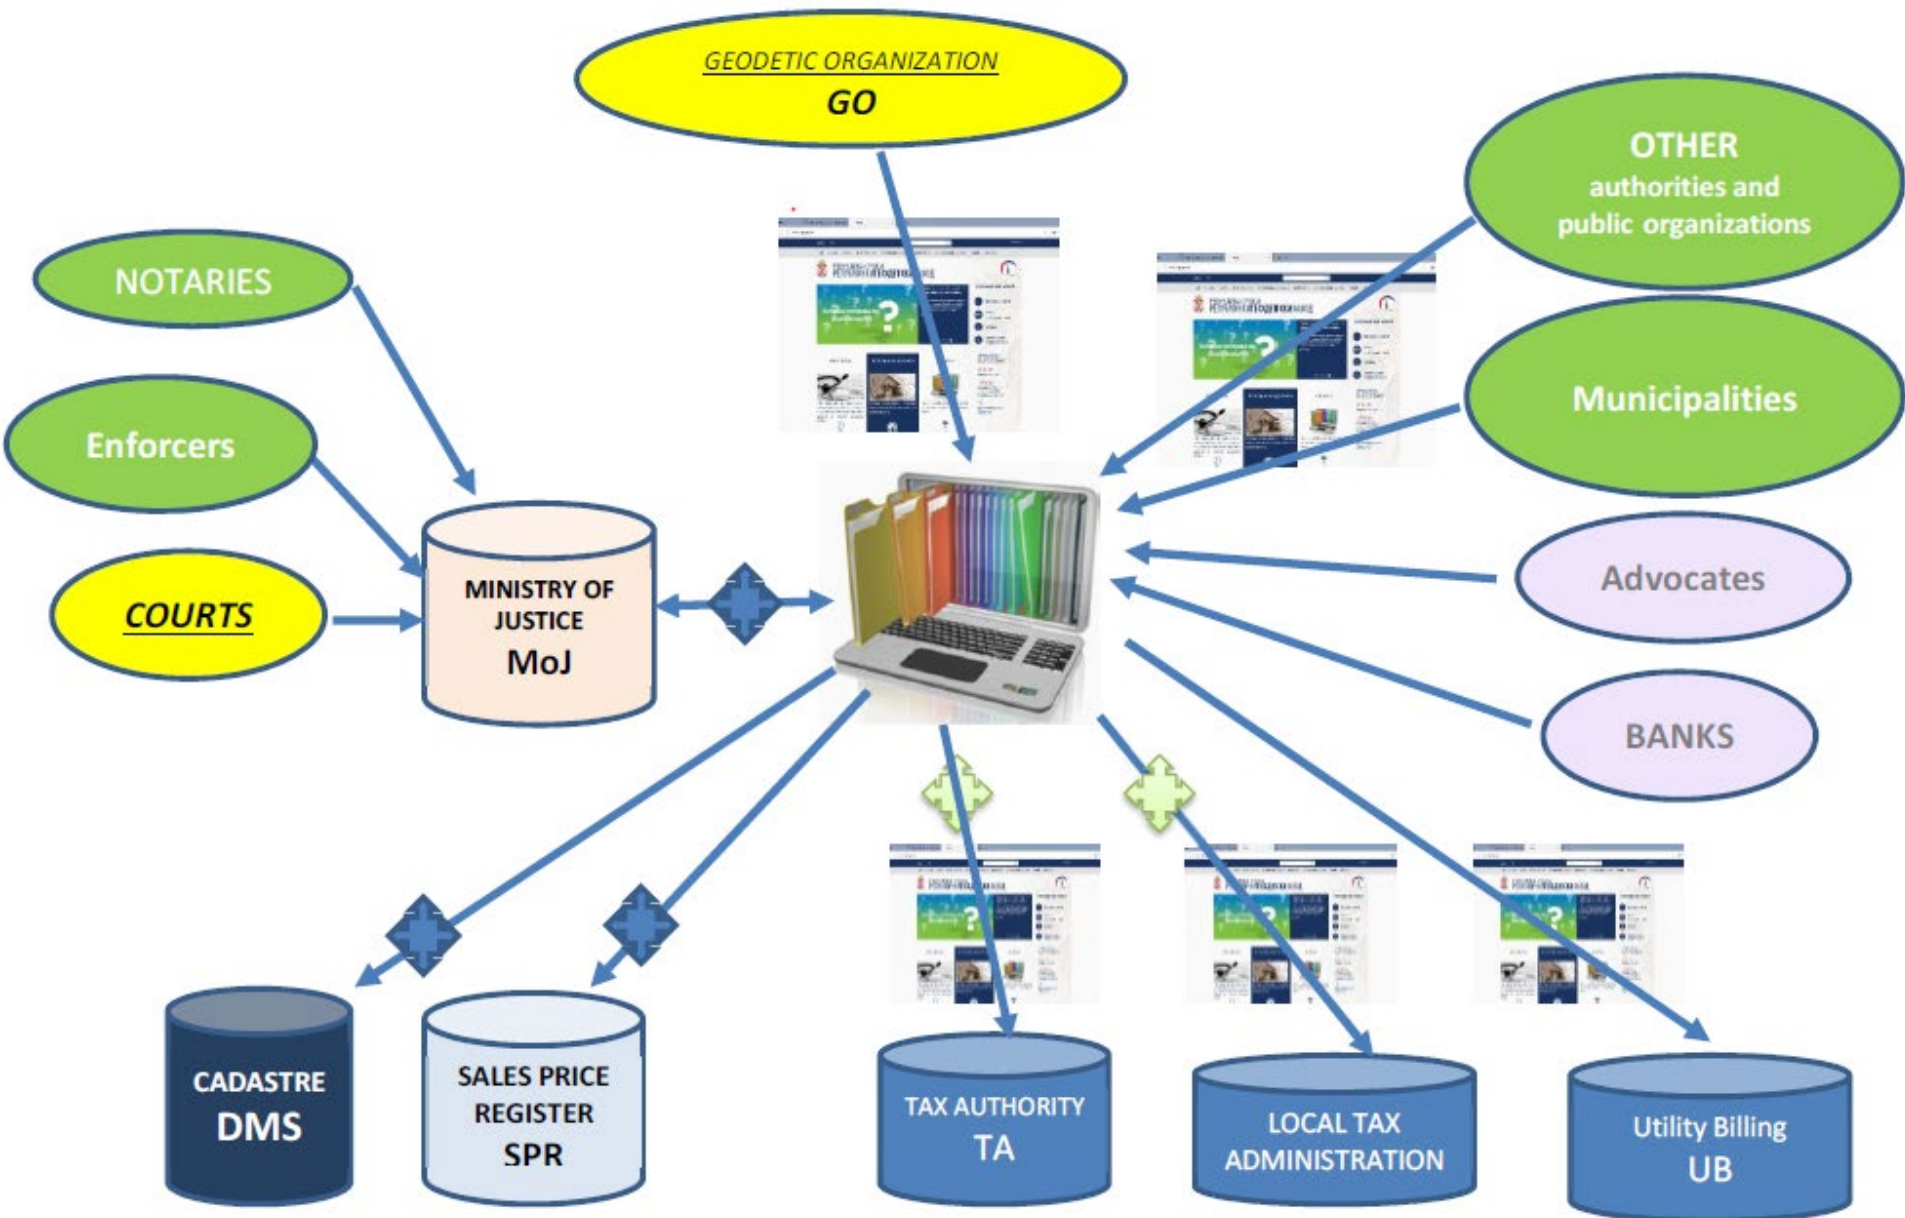 GEODETIC ORGANIZATION
GO
OTHER
authorities and
public organizations
NOTARIES
Municipalities
Enforcers
Advocates
COURTS
MINISTRY OF
JUSTICE
MoJ
BANKS
CADASTRE
DMS
SALES PRICE
REGISTER
SPR
TAX AUTHORITY
TA
LOCAL TAX
ADMINISTRATION
Utility Billing
UB